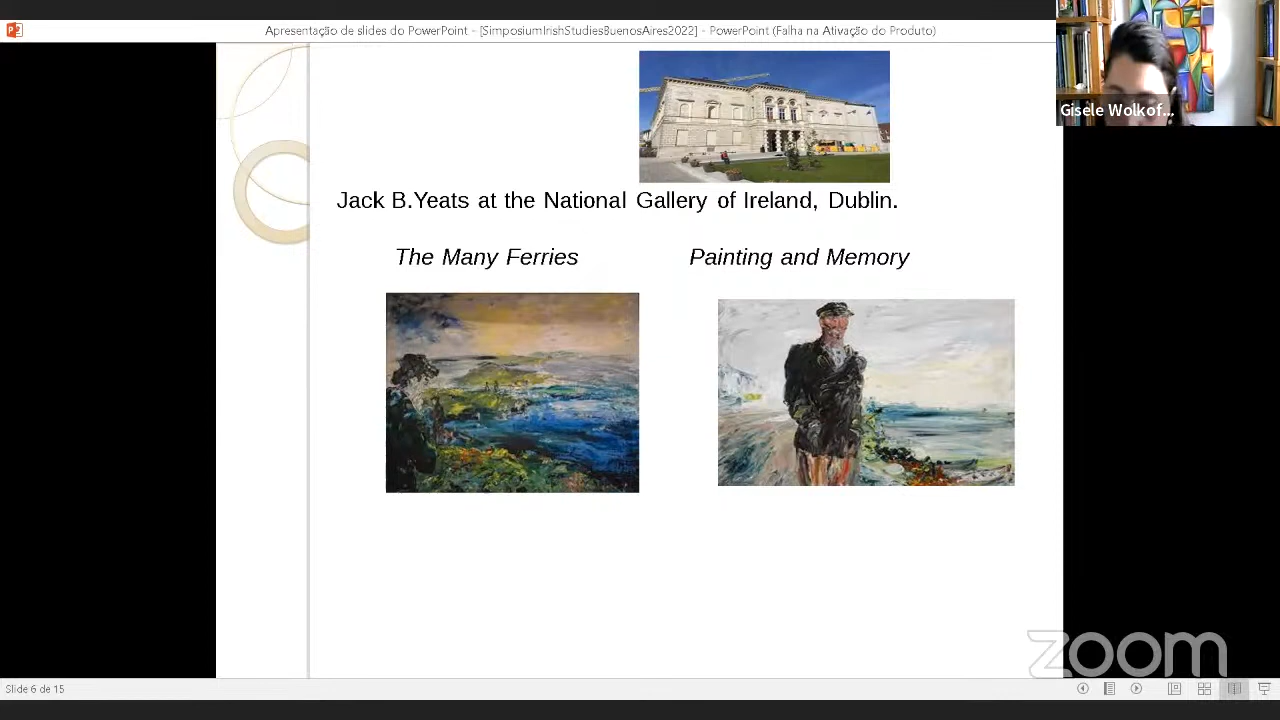 Apresentação de slides do PowerPoint - [SimposiumIrishStudiesBuenosAires2022] - PowerPoint (Falha na Ativação do Produto)
Gisele Wolkof...
Jack B.Yeats at the National Gallery of Ireland, Dublin.
The Many Ferries
Painting and Memory
zoom
Slide 6 de 15